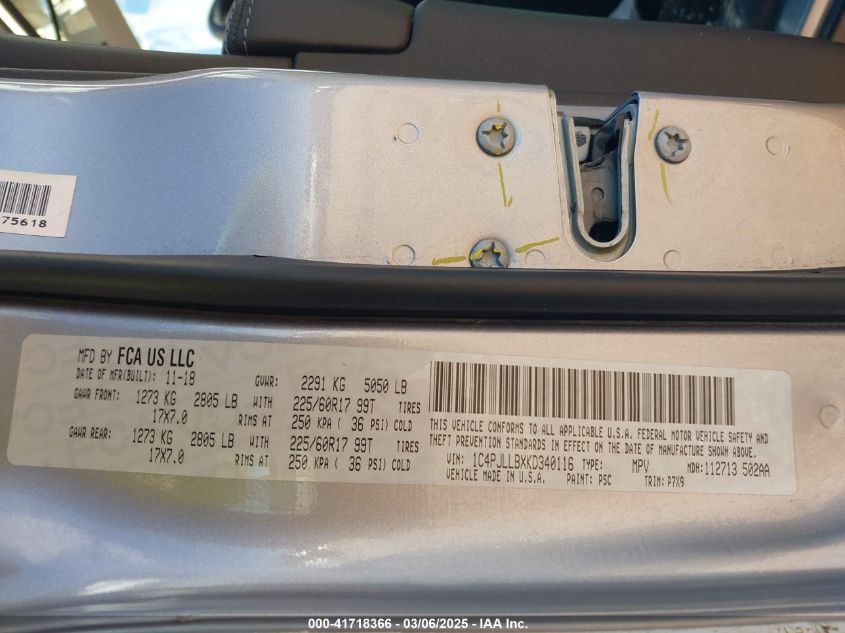 75618
MFD BY FCA US LLC
DATE OF MFR(BUILT): 11-18 GVWR: 2291 KG 5050 LB
GAWR FRONT: 1273 KG 2805 LB WITH 225/60R17 99T TIRES
17X7.0 RIMS AT 250 KPA ( 36 PSI) COLD
GAWR REAR: 1273 KG 2805 LB WITH 225/60R17 99T TIRES
17X7.0 RIMS AT 250 KPA ( 36 PSI) COLD
THIS VEHICLE CONFORMS TO ALL APPLICABLE U.S.A. FEDERAL MOTOR VEHICLE SAFETY AND
THEFT PREVENTION STANDARDS IN EFFECT ON THE DATE OF MANUFACTURE SHOWN ABOVE.
VIN: 1C4PJLLBXKD340116 TYPE: MPV MDH: 112713 502AA
VEHICLE MADE IN U.S.A. PAINT: PSC TRIM: P7X9
000-41718366 - 03/06/2025 - IAA Inc.